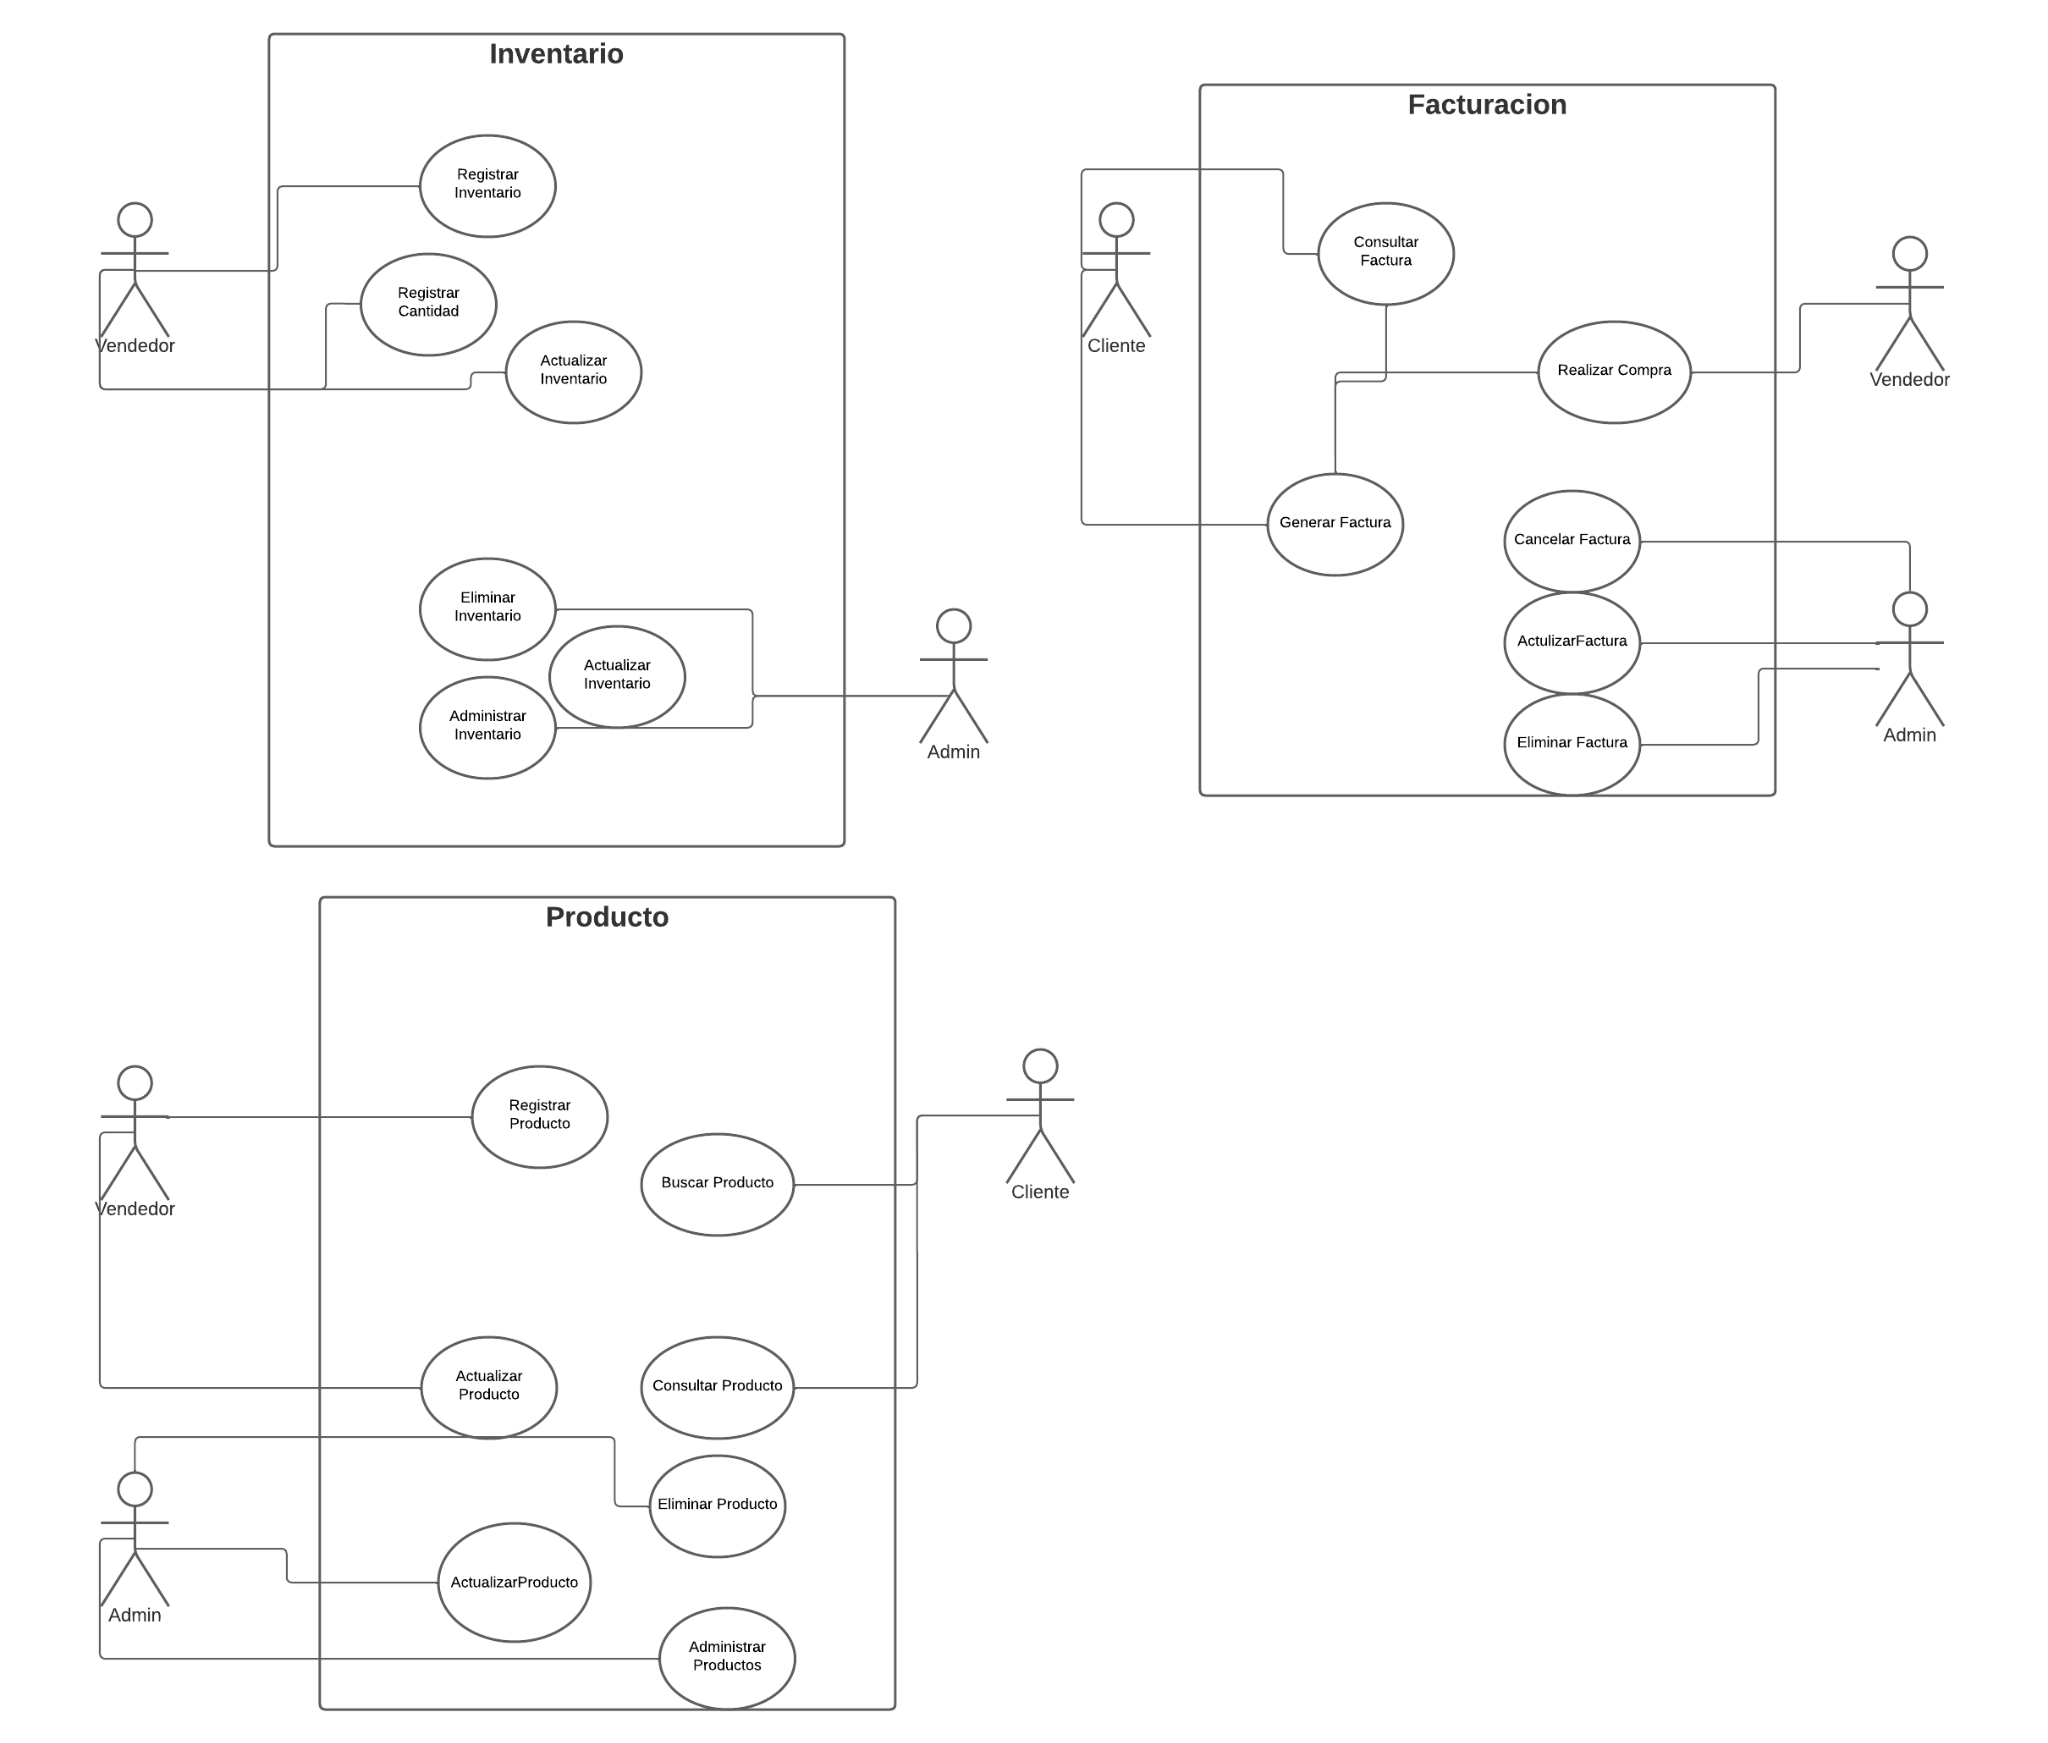 Inventario
Registrar
Inventario
Registrar
Cantidad
Actualizar
Inventario
Vendedor
Eliminar
Inventario
Actualizar
Inventario
Administrar
Inventario
Admin
Facturacion
Consultar
Factura
Cliente
Realizar Compra
Vendedor
Generar Factura
Cancelar Factura
ActulizarFactura
Eliminar Factura
Admin
Producto
Registrar
Producto
Buscar Producto
Vendedor
Cliente
Actualizar
Producto
Consultar Producto
Eliminar Producto
ActualizarProducto
Admin
Administrar
Productos